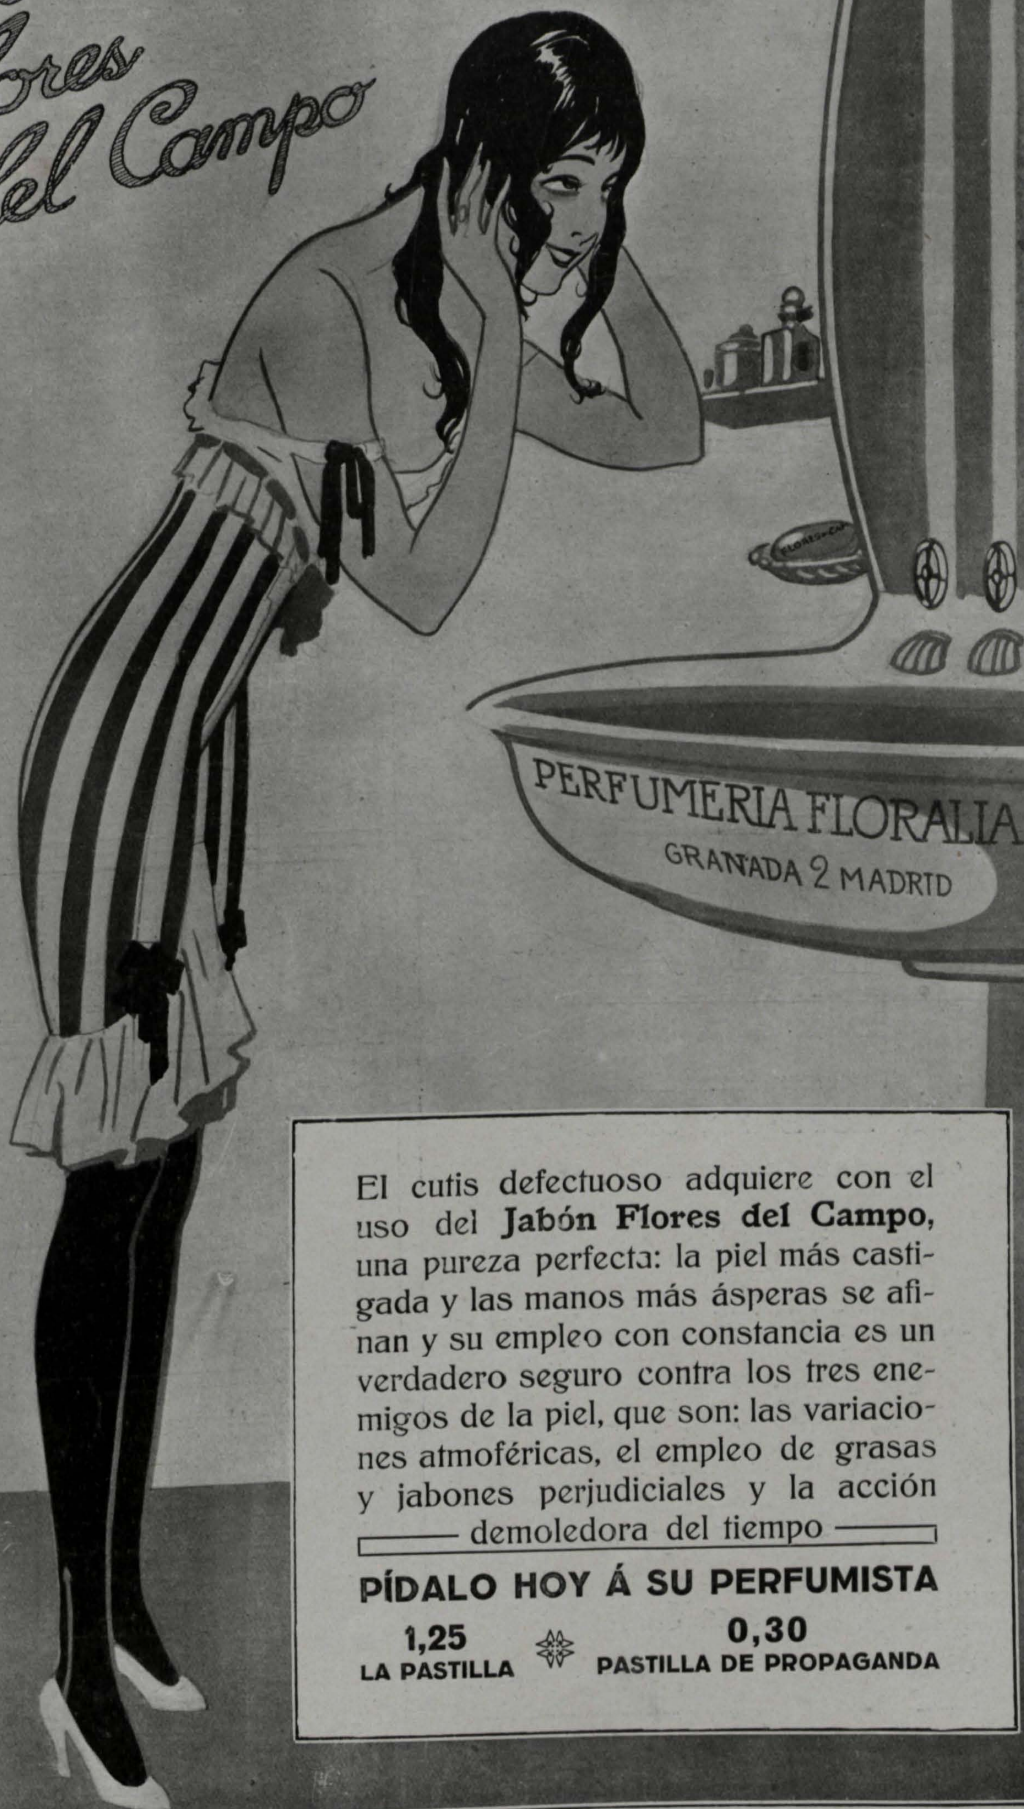 ores
del Campo
FLORES
PERFUMERIA FLORALIA
GRANADA 2 MADRID
El cutis defectuoso adquiere con el
uso del Jabón Flores del Campo,
una pureza perfecta: la piel más casti-
gada y las manos más ásperas se afi-
nan y su empleo con constancia es un
verdadero seguro contra los tres ene-
migos de la piel, que son: las variacio-
nes atmoféricas, el empleo de grasas
y jabones perjudiciales y la acción
demoledora del tiempo
PÍDALO HOY Á SU PERFUMISTA
1,25
LA PASTILLA
0,30
PASTILLA DE PROPAGANDA